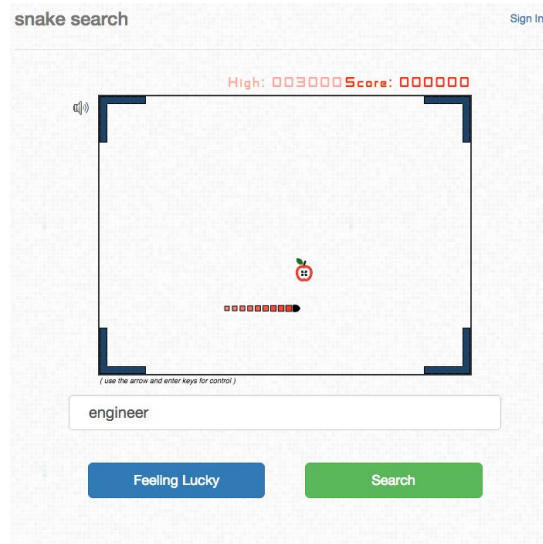 snake search
Sign In
High: 003000 Score: 000000
( use the arrow and enter keys for control )
engineer
Feeling Lucky
Search